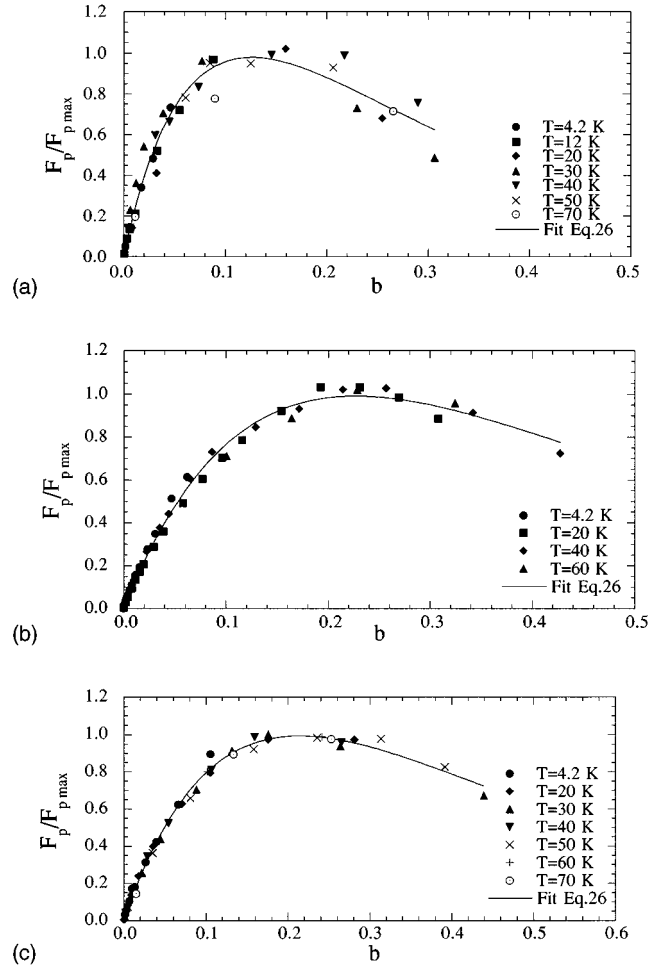 1.2
1.0
0.8
0.6
0.4
0.2
0.0
F_p/F_p max
T=4.2 K
T=12 K
T=20 K
T=30 K
T=40 K
T=50 K
T=70 K
Fit Eq.26
0.0 0.1 0.2 0.3 0.4 0.5
b
(a)
1.2
1.0
0.8
0.6
0.4
0.2
0.0
F_p/F_p max
T=4.2 K
T=20 K
T=40 K
T=60 K
Fit Eq.26
0.0 0.1 0.2 0.3 0.4 0.5
b
(b)
1.2
1.0
0.8
0.6
0.4
0.2
0.0
F_p/F_p max
T=4.2 K
T=20 K
T=30 K
T=40 K
T=50 K
T=60 K
T=70 K
Fit Eq.26
0.0 0.1 0.2 0.3 0.4 0.5 0.6
b
(c)